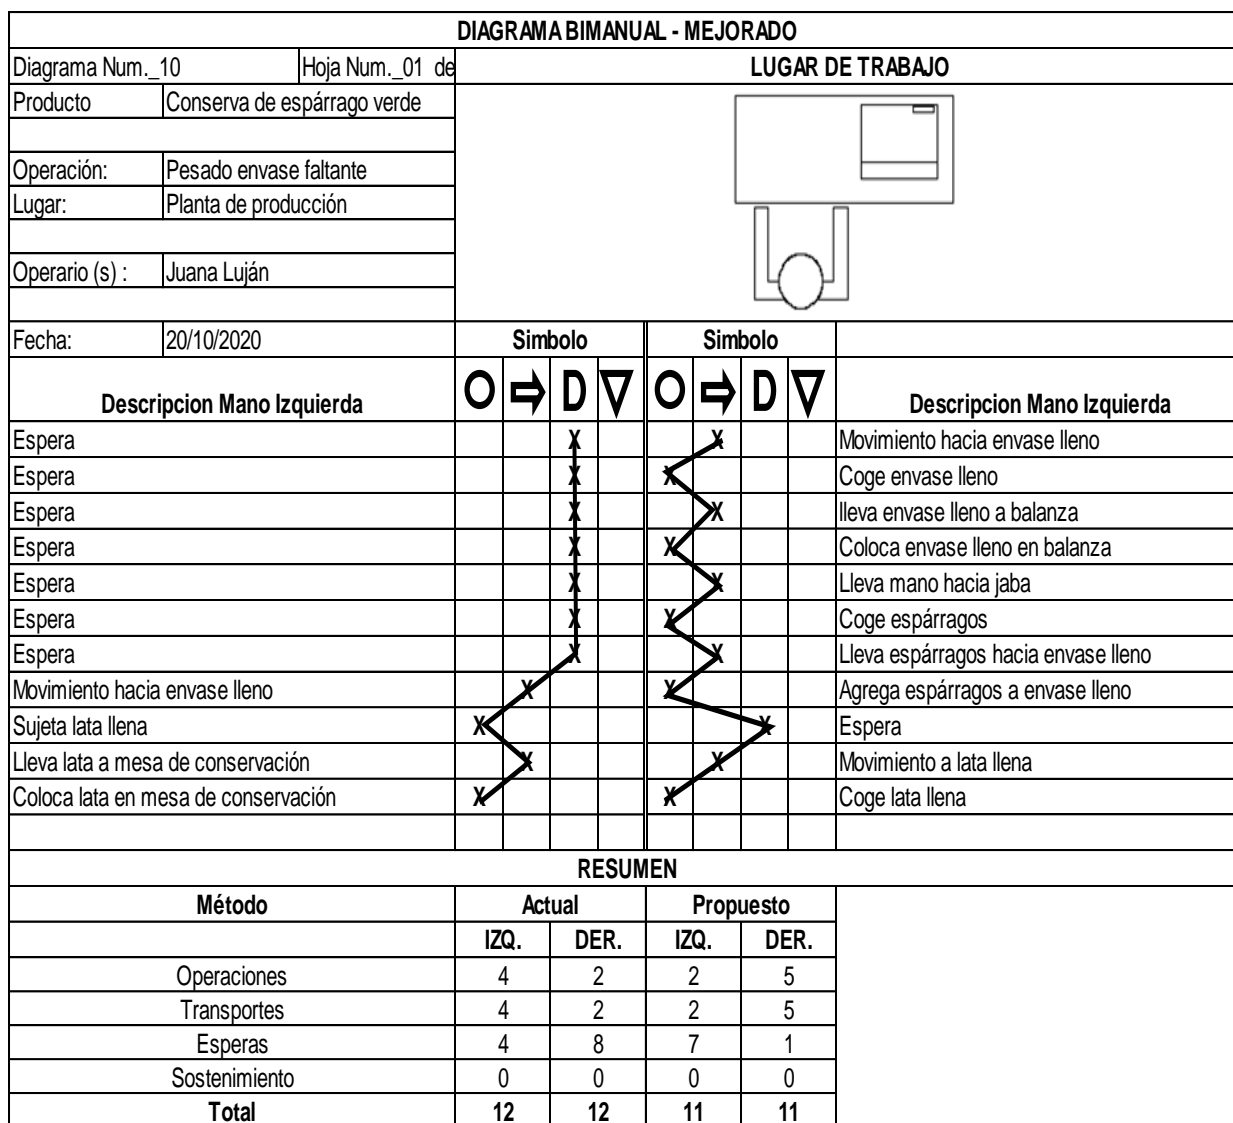 DIAGRAMA BIMANUAL - MEJORADO
Diagrama Num._10 Hoja Num._01 de LUGAR DE TRABAJO
Producto Conserva de espárrago verde
Operación: Pesado envase faltante
Lugar: Planta de producción
Operario (s) : Juana Luján
Fecha: 20/10/2020 Simbolo Simbolo
Descripcion Mano Izquierda D D Descripcion Mano Izquierda
Espera X X Movimiento hacia envase lleno
Espera X X Coge envase lleno
Espera X X lleva envase lleno a balanza
Espera X X Coloca envase lleno en balanza
Espera X X Lleva mano hacia jaba
Espera X X Coge espárragos
Espera X X Lleva espárragos hacia envase lleno
Movimiento hacia envase lleno X X Agrega espárragos a envase lleno
Sujeta lata llena X X Espera
Lleva lata a mesa de conservación X X Movimiento a lata llena
Coloca lata en mesa de conservación X X Coge lata llena
RESUMEN
Método Actual Propuesto
IZQ. DER. IZQ. DER.
Operaciones 4 2 2 5
Transportes 4 2 2 5
Esperas 4 8 7 1
Sostenimiento 0 0 0 0
Total 12 12 11 11